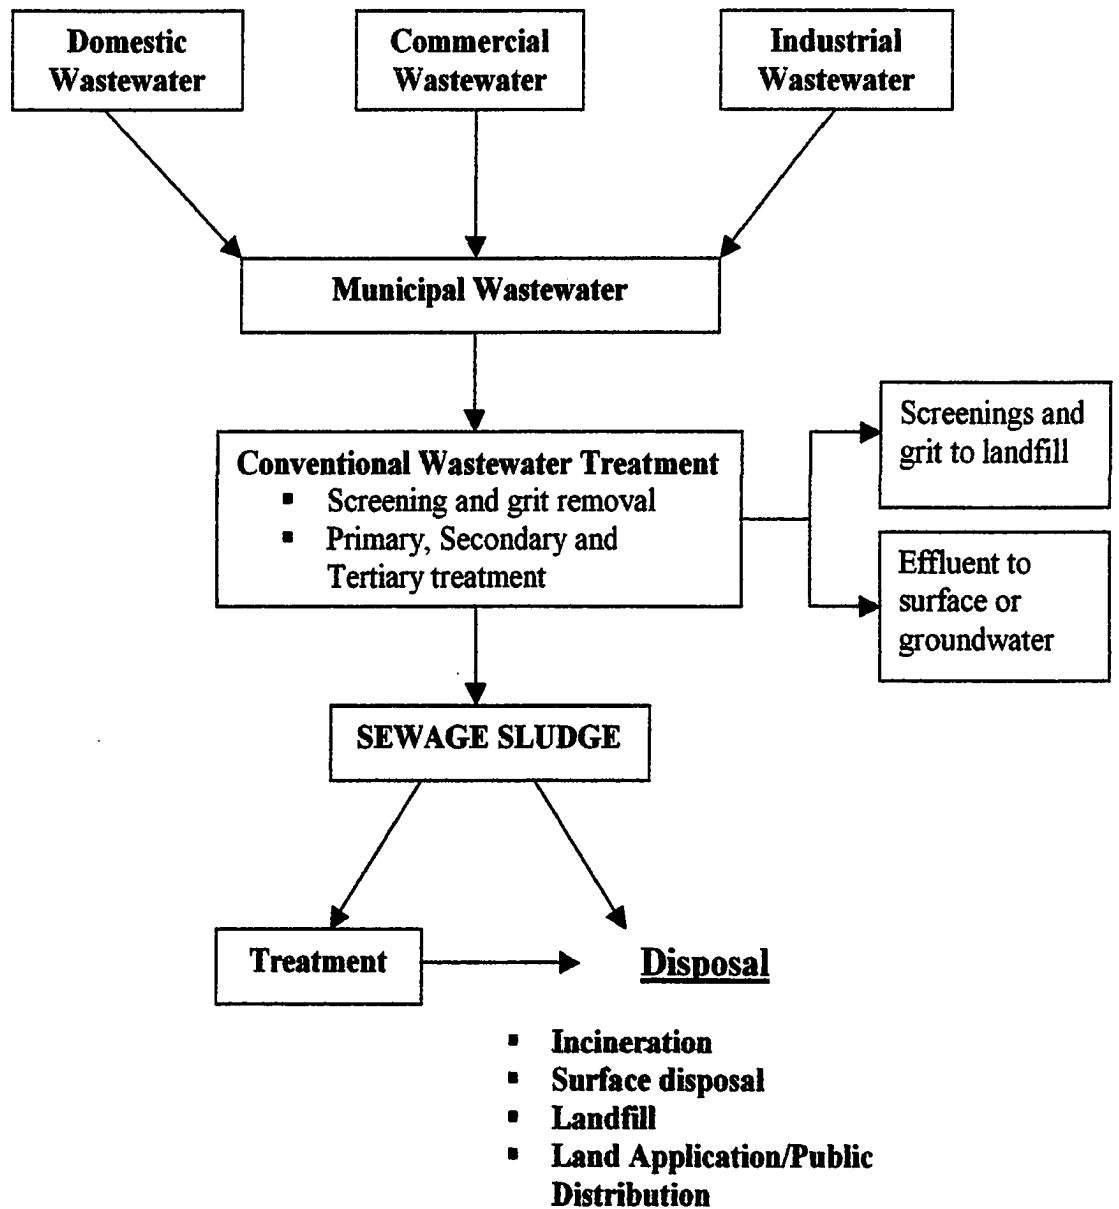 Domestic
Wastewater
Commercial
Wastewater
Industrial
Wastewater
Municipal Wastewater
Conventional Wastewater Treatment
▪ Screening and grit removal
▪ Primary, Secondary and
Tertiary treatment
Screenings and
grit to landfill
Effluent to
surface or
groundwater
SEWAGE SLUDGE
Treatment
Disposal
▪ Incineration
▪ Surface disposal
▪ Landfill
▪ Land Application/Public
Distribution